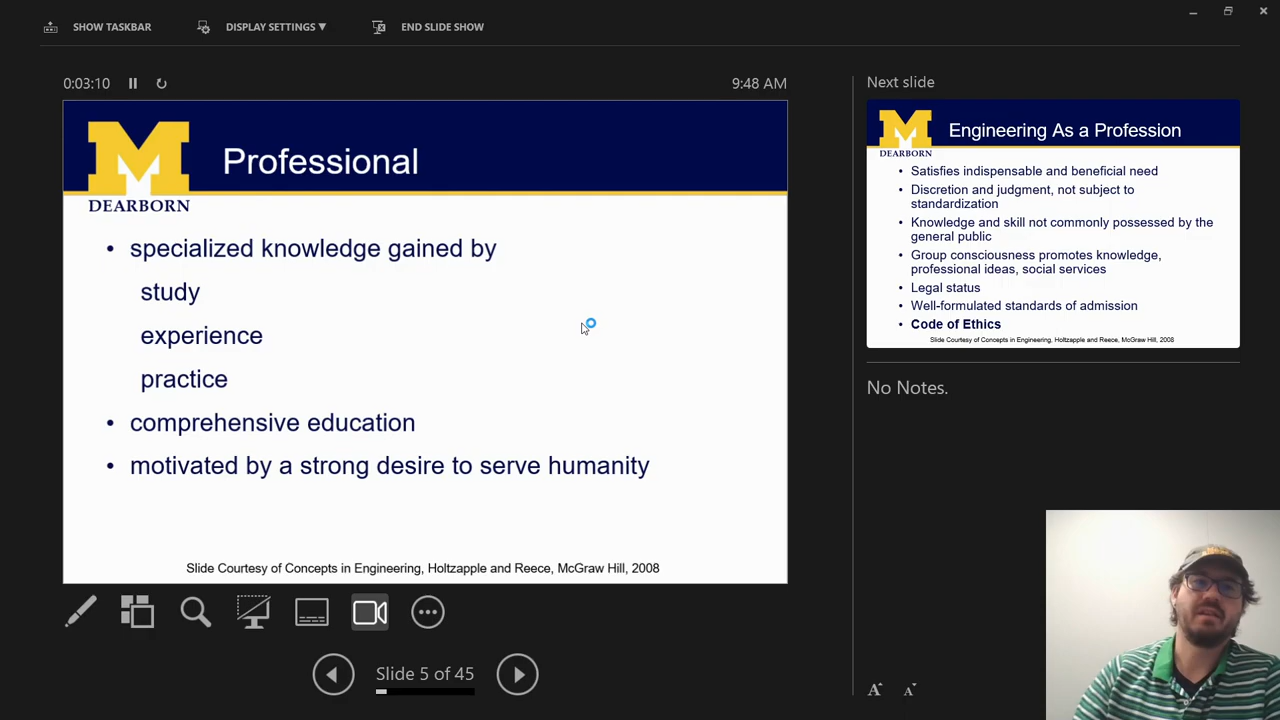 SHOW TASKBAR
DISPLAY SETTINGS ▼
END SLIDE SHOW
0:03:10
9:48 AM
M
DEARBORN
Professional
• specialized knowledge gained by
study
experience
practice
• comprehensive education
• motivated by a strong desire to serve humanity
Slide Courtesy of Concepts in Engineering, Holtzapple and Reece, McGraw Hill, 2008
Slide 5 of 45
Next slide
M
DEARBORN
Engineering As a Profession
• Satisfies indispensable and beneficial need
• Discretion and judgment, not subject to
standardization
• Knowledge and skill not commonly possessed by the
general public
• Group consciousness promotes knowledge,
professional ideas, social services
• Legal status
• Well-formulated standards of admission
• Code of Ethics
Slide Courtesy of Concepts in Engineering, Holtzapple and Reece, McGraw Hill, 2008
No Notes.
A A